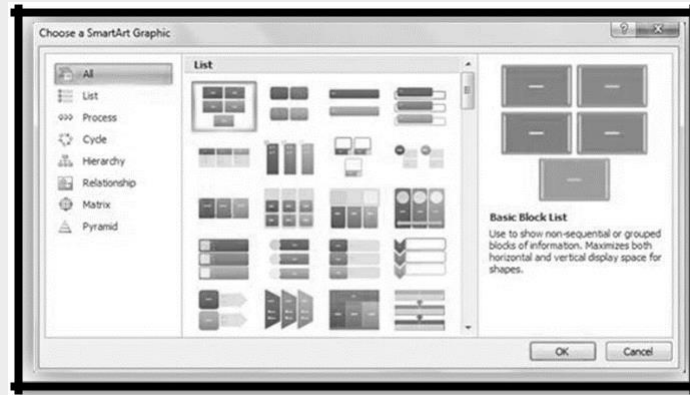 Choose a SmartArt Graphic
All
List
Process
Cycle
Hierarchy
Relationship
Matrix
Pyramid
List
Basic Block List
Use to show non-sequential or grouped
blocks of information. Maximizes both
horizontal and vertical display space for
shapes.
OK
Cancel